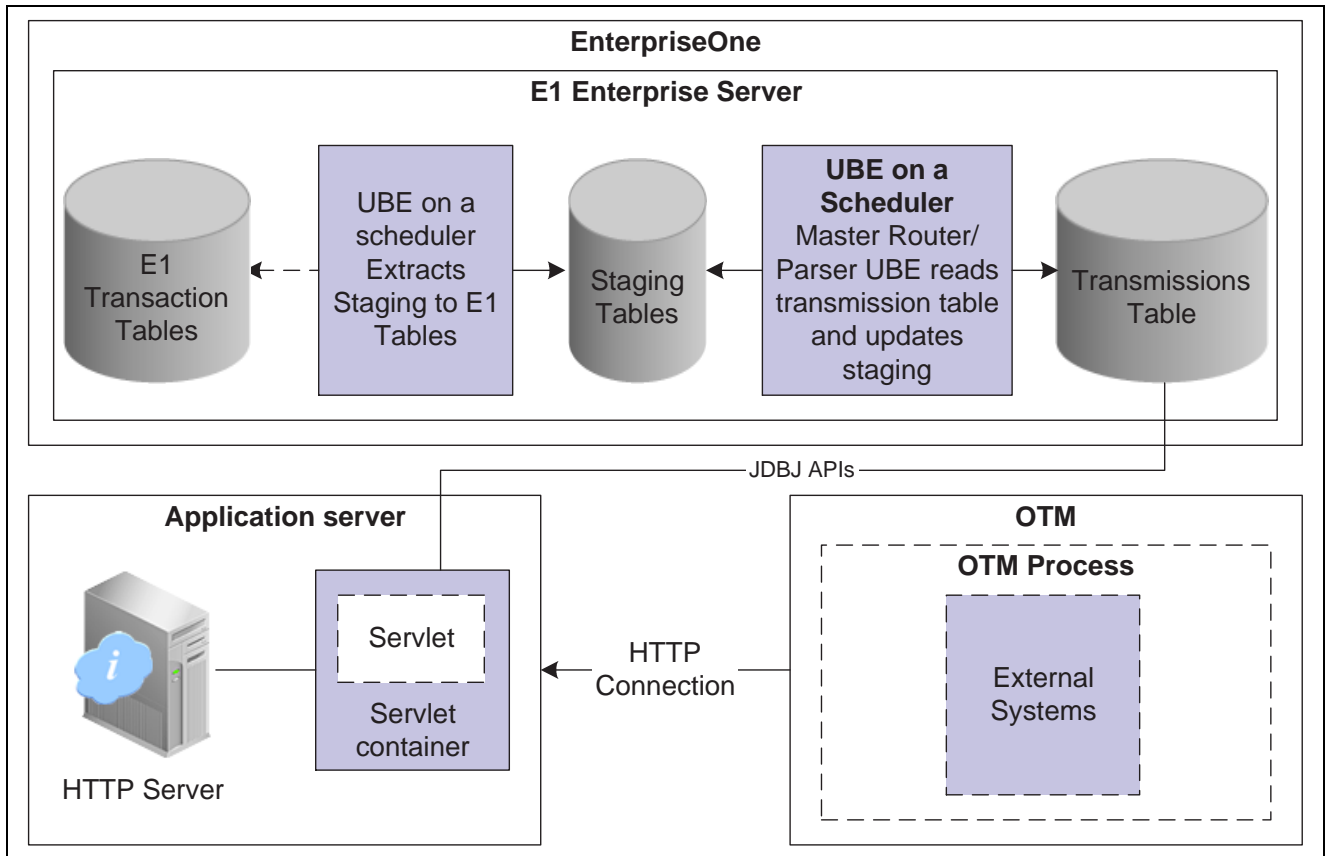 EnterpriseOne
E1 Enterprise Server
E1
Transaction
Tables
UBE on a
scheduler
Extracts
Staging to E1
Tables
Staging
Tables
UBE on a
Scheduler
Master Router/
Parser UBE reads
transmission table
and updates
staging
Transmissions
Table
JDBJ APIs
Application server
HTTP Server
Servlet
Servlet
container
HTTP
Connection
OTM
OTM Process
External
Systems